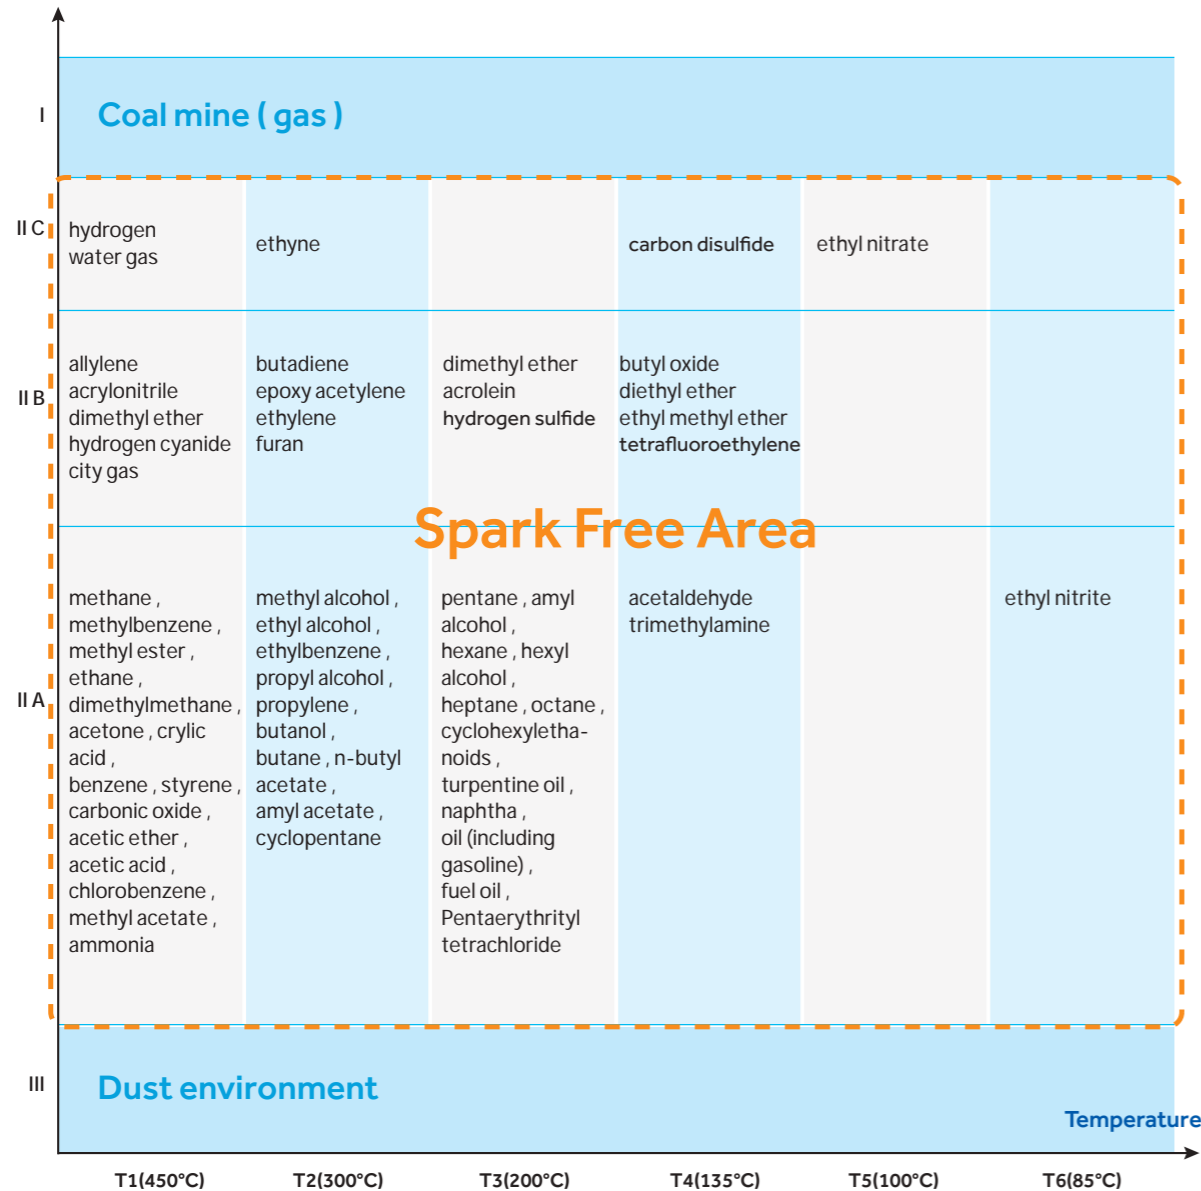 I
Coal mine ( gas )
II C
hydrogen
water gas
ethyne
carbon disulfide
ethyl nitrate
II B
allylene
acrylonitrile
dimethyl ether
hydrogen cyanide
city gas
butadiene
epoxy acetylene
ethylene
furan
dimethyl ether
acrolein
hydrogen sulfide
butyl oxide
diethyl ether
ethyl methyl ether
tetrafluoroethylene
Spark Free Area
II A
methane ,
methylbenzene ,
methyl ester ,
ethane ,
dimethylmethane ,
acetone , crylic
acid ,
benzene , styrene ,
carbonic oxide ,
acetic ether ,
acetic acid ,
chlorobenzene ,
methyl acetate ,
ammonia
methyl alcohol ,
ethyl alcohol ,
ethylbenzene ,
propyl alcohol ,
propylene ,
butanol ,
butane , n-butyl
acetate ,
amyl acetate ,
cyclopentane
pentane , amyl
alcohol ,
hexane , hexyl
alcohol ,
heptane , octane ,
cyclohexyletha-
noids ,
turpentine oil ,
naphtha ,
oil (including
gasoline) ,
fuel oil ,
Pentaerythrityl
tetrachloride
acetaldehyde
trimethylamine
ethyl nitrite
III
Dust environment
Temperature
T1(450°C)
T2(300°C)
T3(200°C)
T4(135°C)
T5(100°C)
T6(85°C)